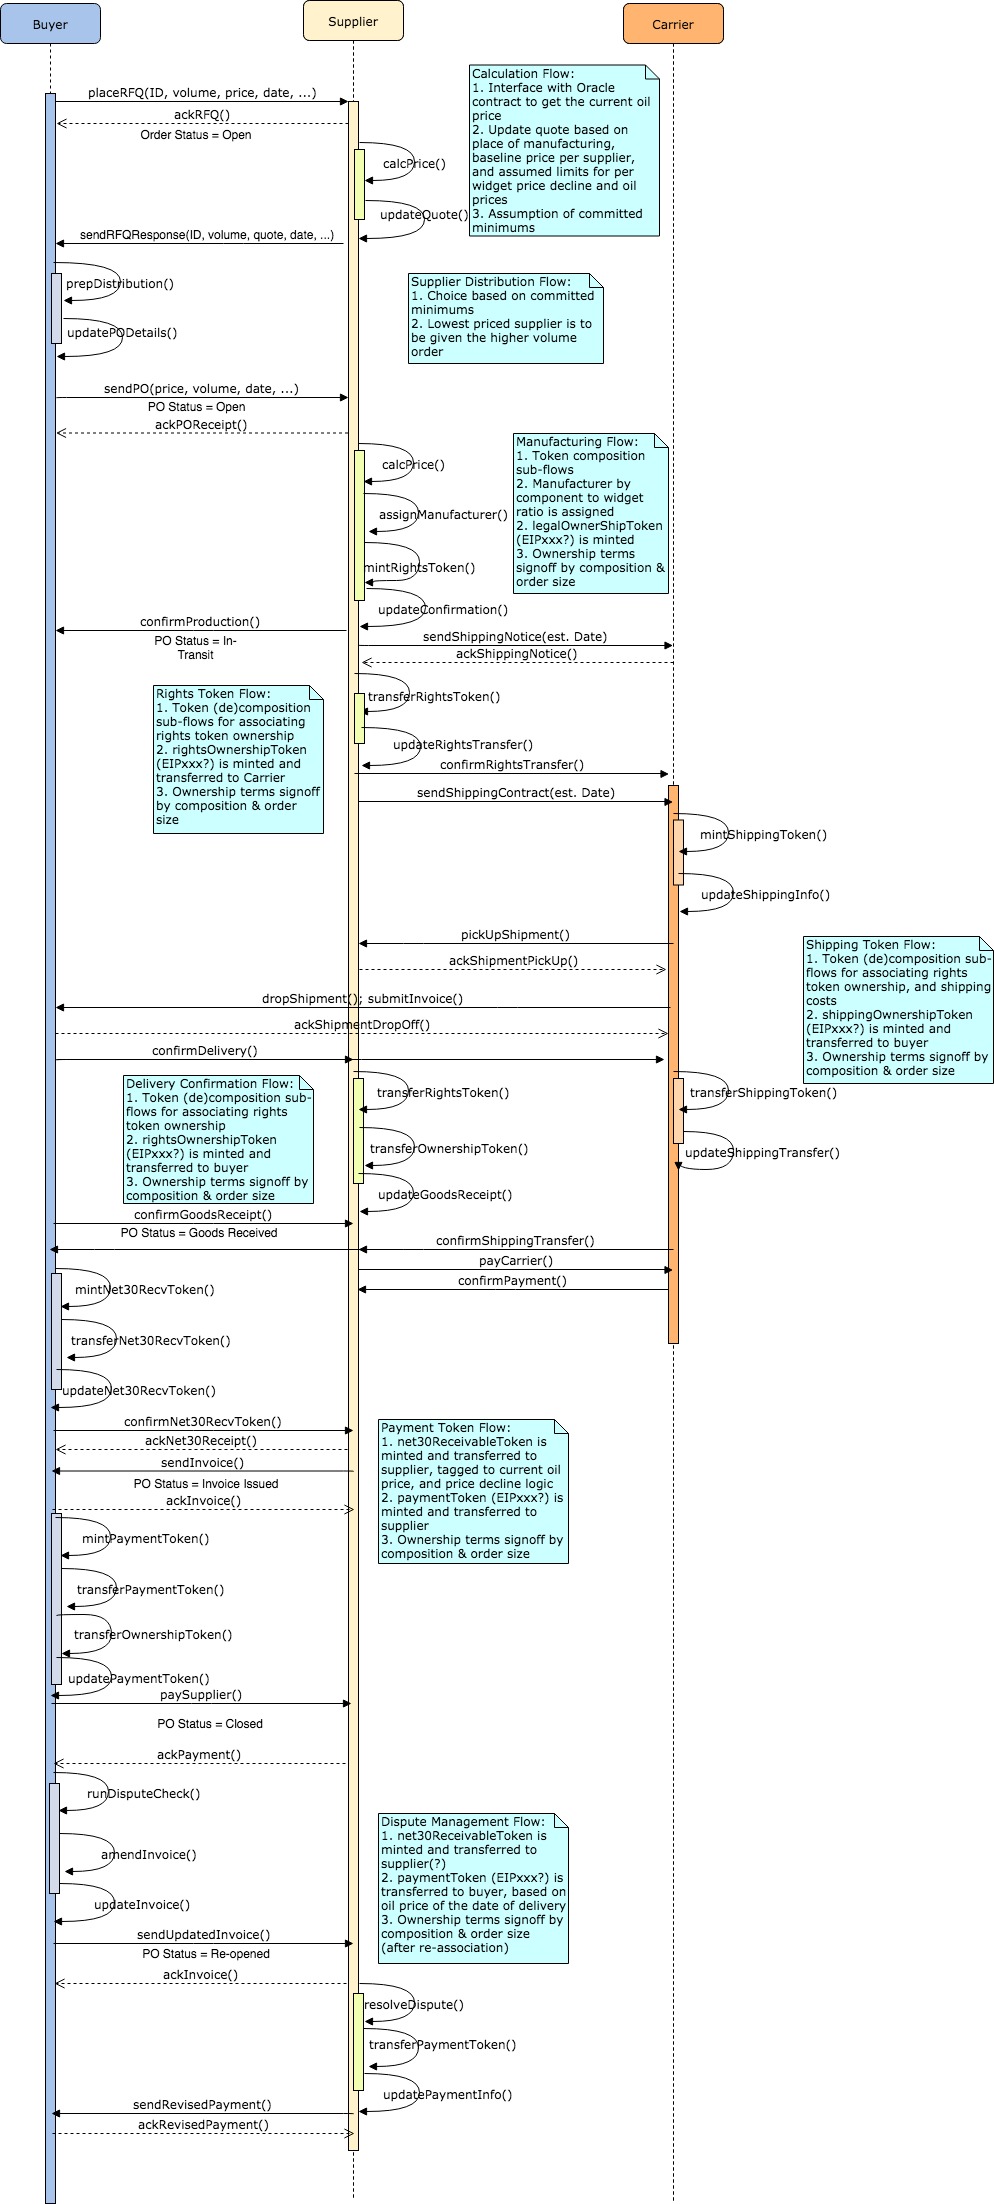 Buyer
Supplier
Carrier
placeRFQ(ID, volume, price, date, ...)
ackRFQ()
Order Status = Open
Calculation Flow:
1. Interface with Oracle
contract to get the current oil
price
2. Update quote based on
place of manufacturing,
baseline price per supplier,
and assumed limits for per
widget price decline and oil
prices
3. Assumption of committed
minimums
calcPrice()
updateQuote()
sendRFQResponse(ID, volume, quote, date, ...)
prepDistribution()
updatePODetails()
Supplier Distribution Flow:
1. Choice based on committed
minimums
2. Lowest priced supplier is to
be given the higher volume
order
sendPO(price, volume, date, ...)
PO Status = Open
ackPOReceipt()
calcPrice()
assignManufacturer()
mintRightsToken()
updateConfirmation()
Manufacturing Flow:
1. Token composition
sub-flows
2. Manufacturer by
component to widget
ratio is assigned
2. legalOwnerShipToken
(EIPxxx?) is minted
3. Ownership terms
signoff by composition &
order size
confirmProduction()
PO Status = In-
Transit
sendShippingNotice(est. Date)
ackShippingNotice()
Rights Token Flow:
1. Token (de)composition
sub-flows for associating
rights token ownership
2. rightsOwnershipToken
(EIPxxx?) is minted and
transferred to Carrier
3. Ownership terms signoff
by composition & order
size
transferRightsToken()
updateRightsTransfer()
confirmRightsTransfer()
sendShippingContract(est. Date)
mintShippingToken()
updateShippingInfo()
pickUpShipment()
ackShipmentPickUp()
dropShipment(); submitInvoice()
ackShipmentDropOff()
confirmDelivery()
Shipping Token Flow:
1. Token (de)composition sub-
flows for associating rights
token ownership, and shipping
costs
2. shippingOwnershipToken
(EIPxxx?) is minted and
transferred to buyer
3. Ownership terms signoff by
composition & order size
Delivery Confirmation Flow:
1. Token (de)composition sub-
flows for associating rights
token ownership
2. rightsOwnershipToken
(EIPxxx?) is minted and
transferred to buyer
3. Ownership terms signoff by
composition & order size
transferRightsToken()
transferOwnershipToken()
updateGoodsReceipt()
transferShippingToken()
updateShippingTransfer()
confirmGoodsReceipt()
PO Status = Goods Received
confirmShippingTransfer()
payCarrier()
confirmPayment()
mintNet30RecvToken()
transferNet30RecvToken()
updateNet30RecvToken()
confirmNet30RecvToken()
ackNet30Receipt()
sendInvoice()
PO Status = Invoice Issued
ackInvoice()
Payment Token Flow:
1. net30ReceivableToken is
minted and transferred to
supplier, tagged to current oil
price, and price decline logic
2. paymentToken (EIPxxx?) is
minted and transferred to
supplier
3. Ownership terms signoff by
composition & order size
mintPaymentToken()
transferPaymentToken()
transferOwnershipToken()
updatePaymentToken()
paySupplier()
PO Status = Closed
ackPayment()
runDisputeCheck()
amendInvoice()
updateInvoice()
Dispute Management Flow:
1. net30ReceivableToken is
minted and transferred to
supplier(?)
2. paymentToken (EIPxxx?) is
transferred to buyer, based on
oil price of the date of delivery
3. Ownership terms signoff by
composition & order size
(after re-association)
sendUpdatedInvoice()
PO Status = Re-opened
ackInvoice()
resolveDispute()
transferPaymentToken()
updatePaymentInfo()
sendRevisedPayment()
ackRevisedPayment()